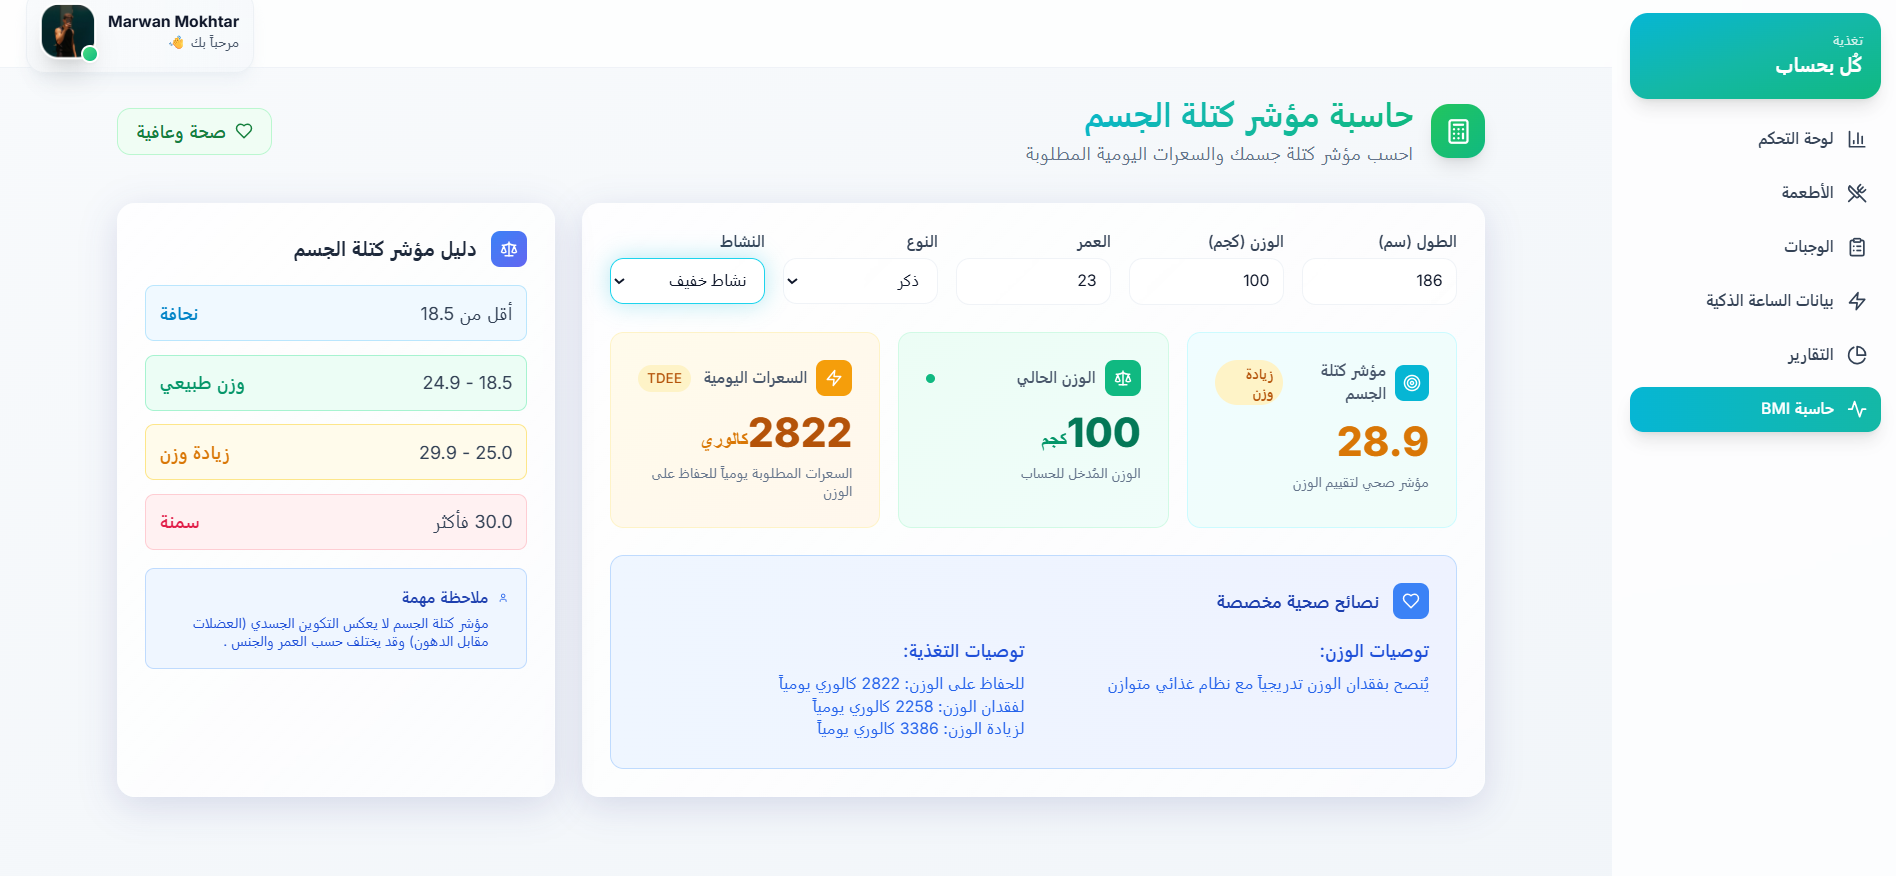 تغذية
كُل بحساب
لوحة التحكم
الأطعمة
الوجبات
بيانات الساعة الذكية
التقارير
حاسبة BMI
Marwan Mokhtar
مرحباً بك 👋
حاسبة مؤشر كتلة الجسم
احسب مؤشر كتلة جسمك والسعرات اليومية المطلوبة
صحة وعافية
الطول (سم)
186
الوزن (كجم)
100
العمر
23
النوع
ذكر
النشاط
نشاط خفيف
مؤشر كتلة
الجسم
زيادة
وزن
28.9
مؤشر صحي لتقييم الوزن
الوزن الحالي
100كجم
الوزن المُدخل للحساب
السعرات اليومية
TDEE
2822كالوري
السعرات المطلوبة يومياً للحفاظ على
الوزن
نصائح صحية مخصصة
توصيات الوزن:
يُنصح بفقدان الوزن تدريجياً مع نظام غذائي متوازن
توصيات التغذية:
للحفاظ على الوزن: 2822 كالوري يومياً
لفقدان الوزن: 2258 كالوري يومياً
لزيادة الوزن: 3386 كالوري يومياً
دليل مؤشر كتلة الجسم
أقل من 18.5 نحافة
18.5 - 24.9 وزن طبيعي
25.0 - 29.9 زيادة وزن
30.0 فأكثر سمنة
ملاحظة مهمة
مؤشر كتلة الجسم لا يعكس التكوين الجسدي (العضلات
مقابل الدهون) وقد يختلف حسب العمر والجنس .